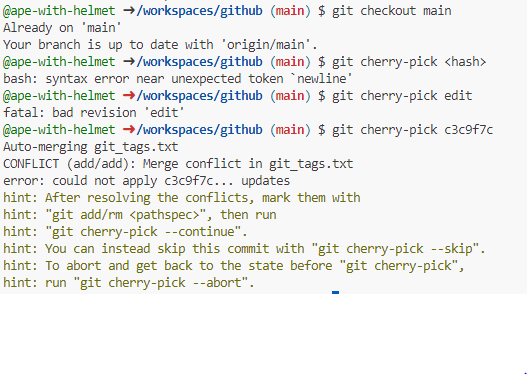 @ape-with-helmet ➜/workspaces/github (main) $ git checkout main
Already on 'main'
Your branch is up to date with 'origin/main'.
@ape-with-helmet ➜/workspaces/github (main) $ git cherry-pick <hash>
bash: syntax error near unexpected token `newline'
@ape-with-helmet ➜/workspaces/github (main) $ git cherry-pick edit
fatal: bad revision 'edit'
@ape-with-helmet ➜/workspaces/github (main) $ git cherry-pick c3c9f7c
Auto-merging git_tags.txt
CONFLICT (add/add): Merge conflict in git_tags.txt
error: could not apply c3c9f7c... updates
hint: After resolving the conflicts, mark them with
hint: "git add/rm <pathspec>", then run
hint: "git cherry-pick --continue".
hint: You can instead skip this commit with "git cherry-pick --skip".
hint: To abort and get back to the state before "git cherry-pick",
hint: run "git cherry-pick --abort".